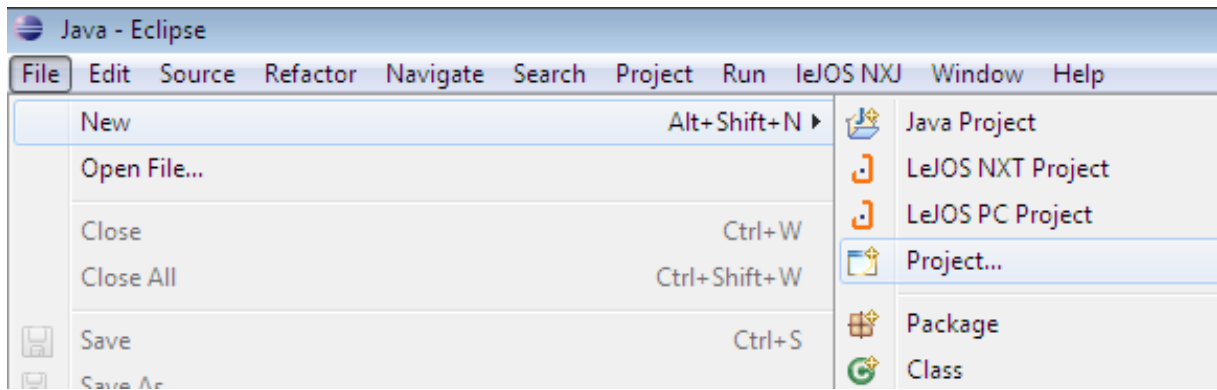 Java - Eclipse
File Edit Source Refactor Navigate Search Project Run leJOS NXJ Window Help
New Alt+Shift+N
Open File...
Close Ctrl+W
Close All Ctrl+Shift+W
Save Ctrl+S
Save As
Java Project
LeJOS NXT Project
LeJOS PC Project
Project...
Package
Class